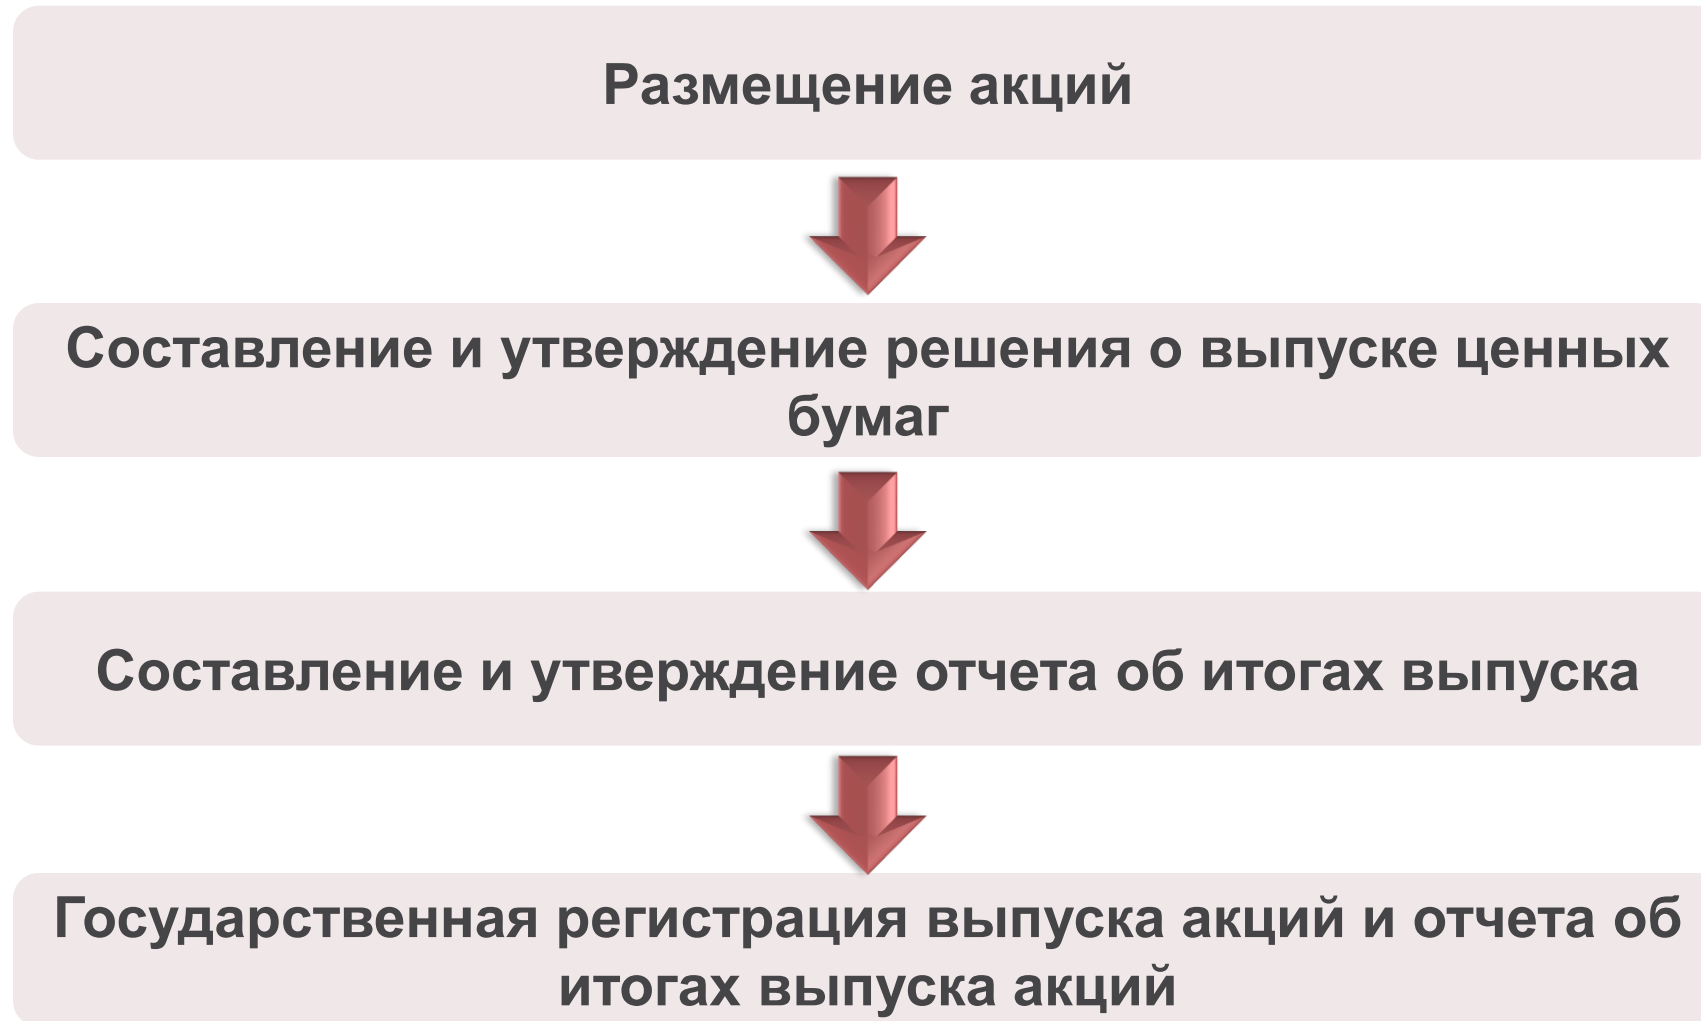 Размещение акций
Составление и утверждение решения о выпуске ценных
бумаг
Составление и утверждение отчета об итогах выпуска
Государственная регистрация выпуска акций и отчета об
итогах выпуска акций